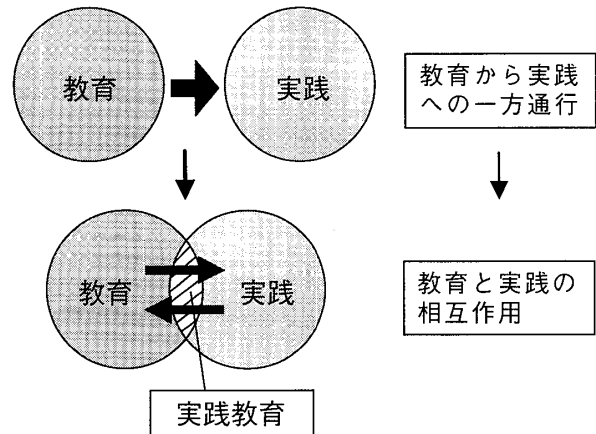 教育
実践
教育から実践
への一方通行
教育
実践
教育と実践の
相互作用
実践教育